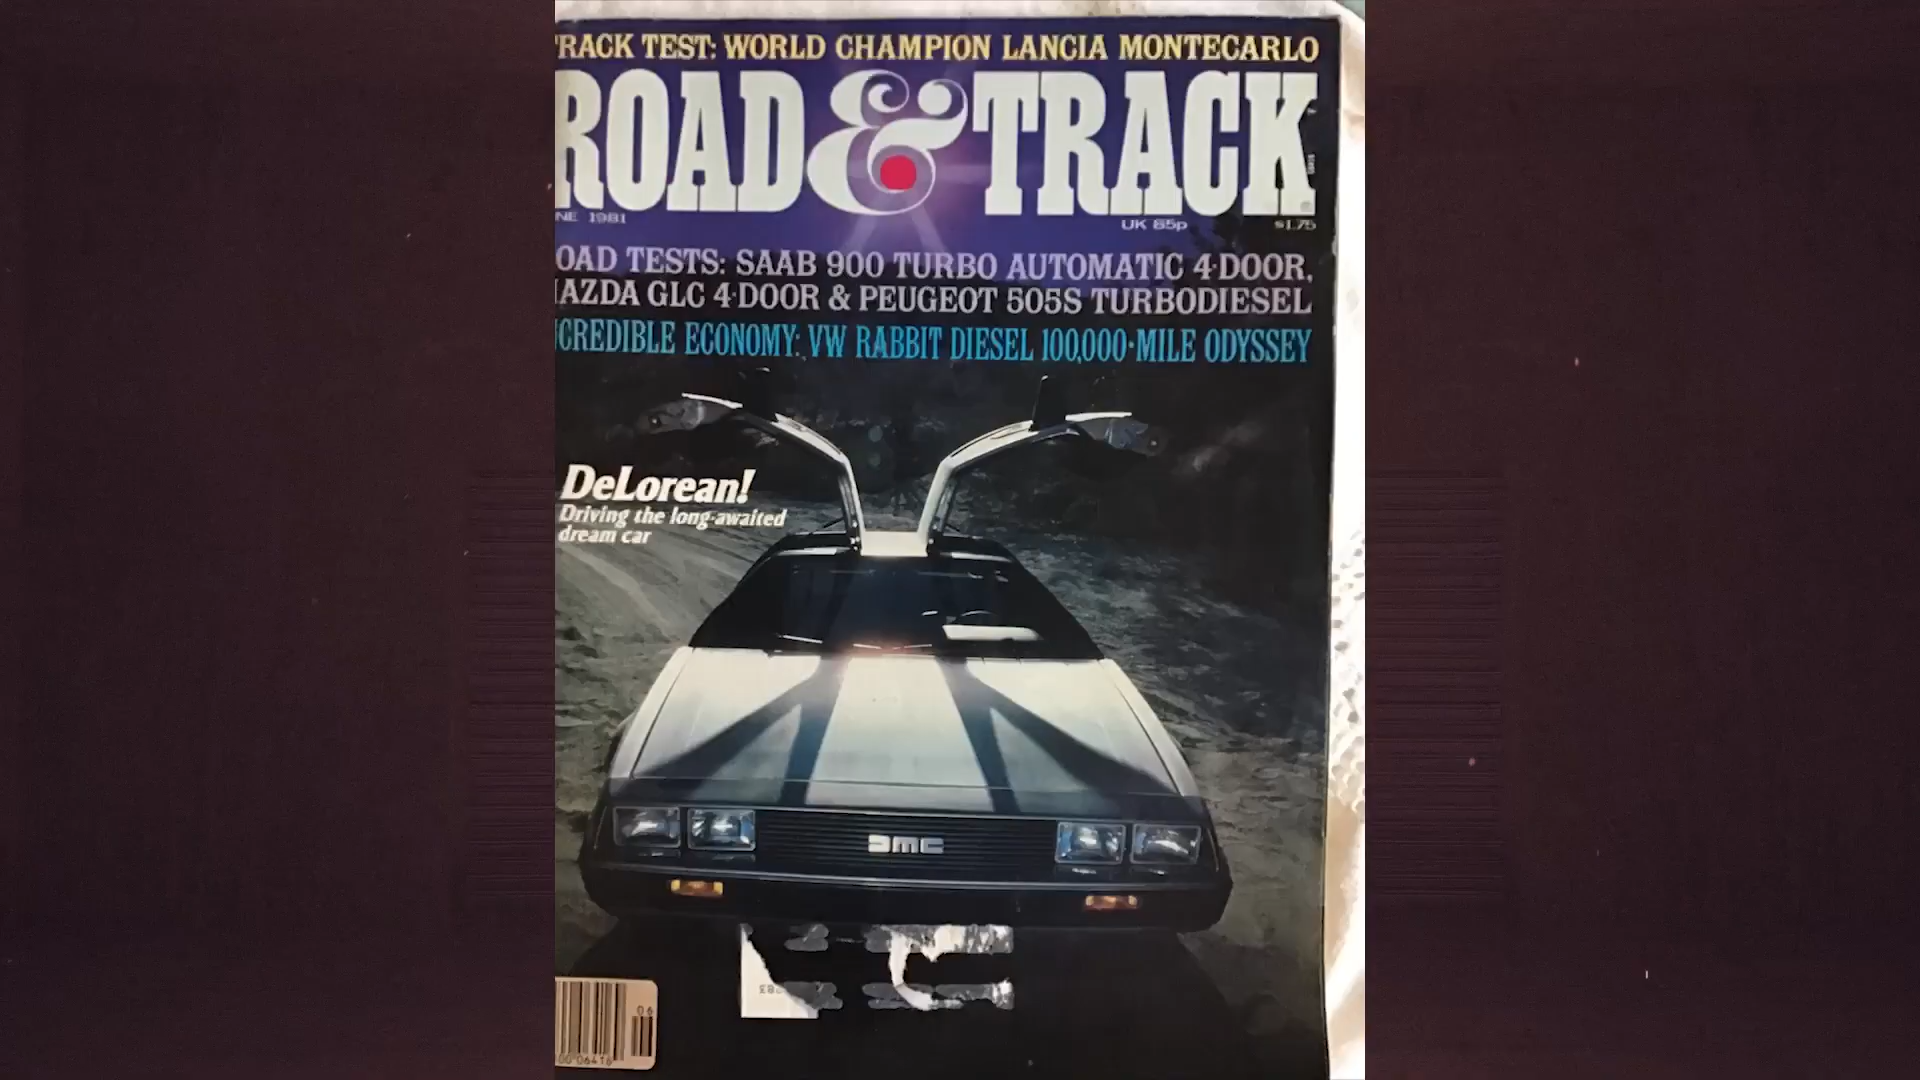 RACK TEST: WORLD CHAMPION LANCIA MONTECARLO
ROAD & TRACK
NE 1981
UK 85p
$1.75
OAD TESTS: SAAB 900 TURBO AUTOMATIC 4-DOOR,
AZDA GLC 4-DOOR & PEUGEOT 505S TURBODIESEL
CREDIBLE ECONOMY: VW RABBIT DIESEL 100,000-MILE ODYSSEY
DeLorean!
Driving the long-awaited
dream car
DMC
06
06416